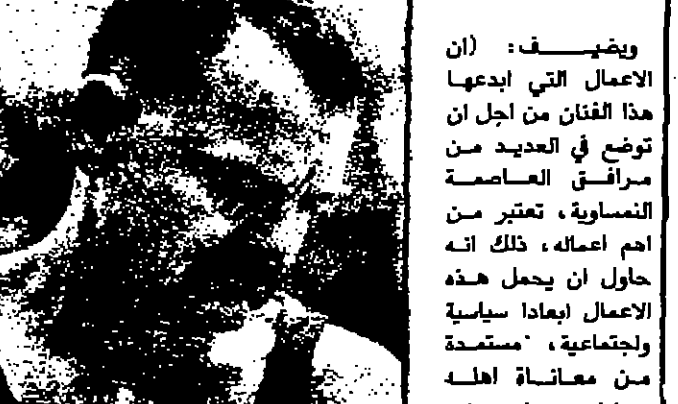 ويضيــــف: (ان
الاعمال التي ابدعها
هذا الفنان من اجل ان
توضع في العديد من
مرافق العاصمة
النمساوية، تعتبر من
اهم اعماله، ذلك انه
حاول ان يحمل هذه
الاعمال ابعادا سياسية
واجتماعية، مستمدة
من معاناة اهله